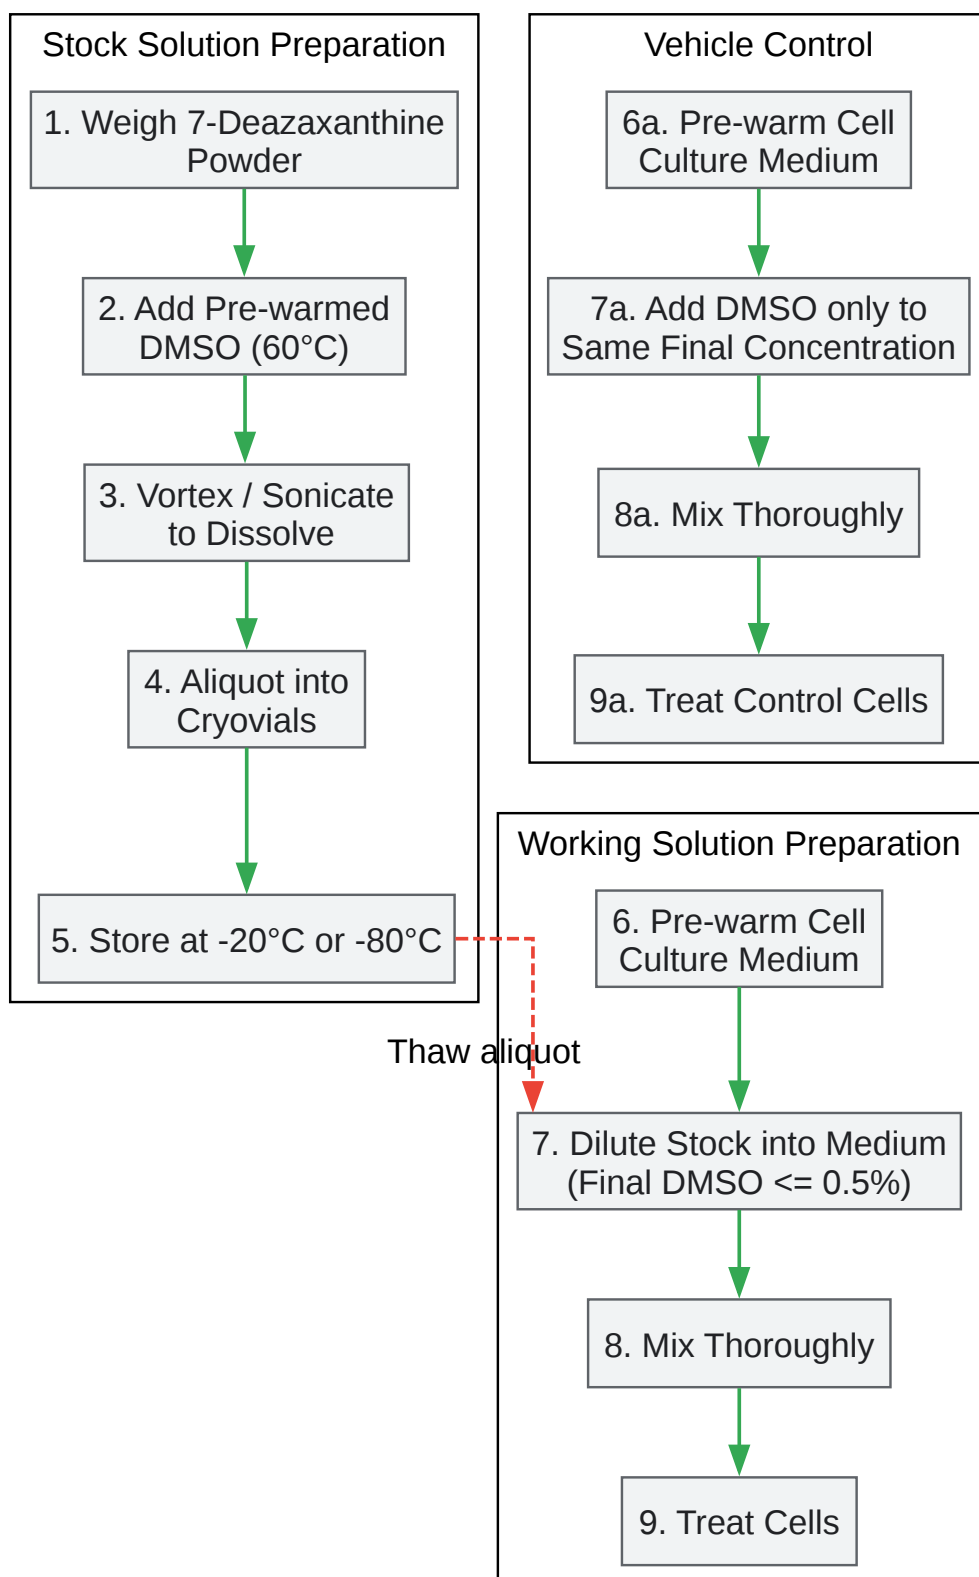 Stock Solution Preparation
1. Weigh 7-Deazaxanthine
Powder
2. Add Pre-warmed
DMSO (60°C)
3. Vortex / Sonicate
to Dissolve
4. Aliquot into
Cryovials
5. Store at -20°C or -80°C
Thaw aliquot
Vehicle Control
6a. Pre-warm Cell
Culture Medium
7a. Add DMSO only to
Same Final Concentration
8a. Mix Thoroughly
9a. Treat Control Cells
Working Solution Preparation
6. Pre-warm Cell
Culture Medium
7. Dilute Stock into Medium
(Final DMSO <= 0.5%)
8. Mix Thoroughly
9. Treat Cells